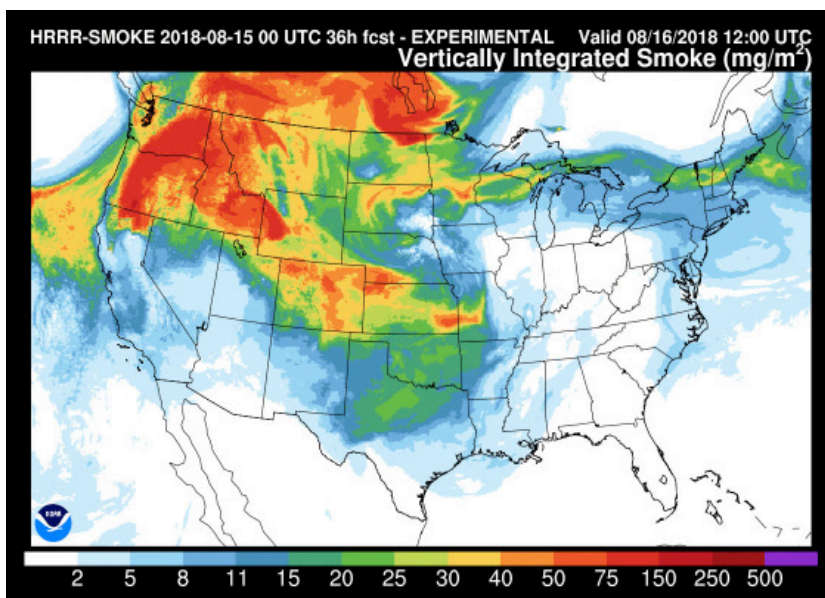 HRRR-SMOKE 2018-08-15 00 UTC 36h fcst - EXPERIMENTAL Valid 08/16/2018 12:00 UTC
Vertically Integrated Smoke (mg/m²)
NOAA
2 5 8 11 15 20 25 30 40 50 75 150 250 500